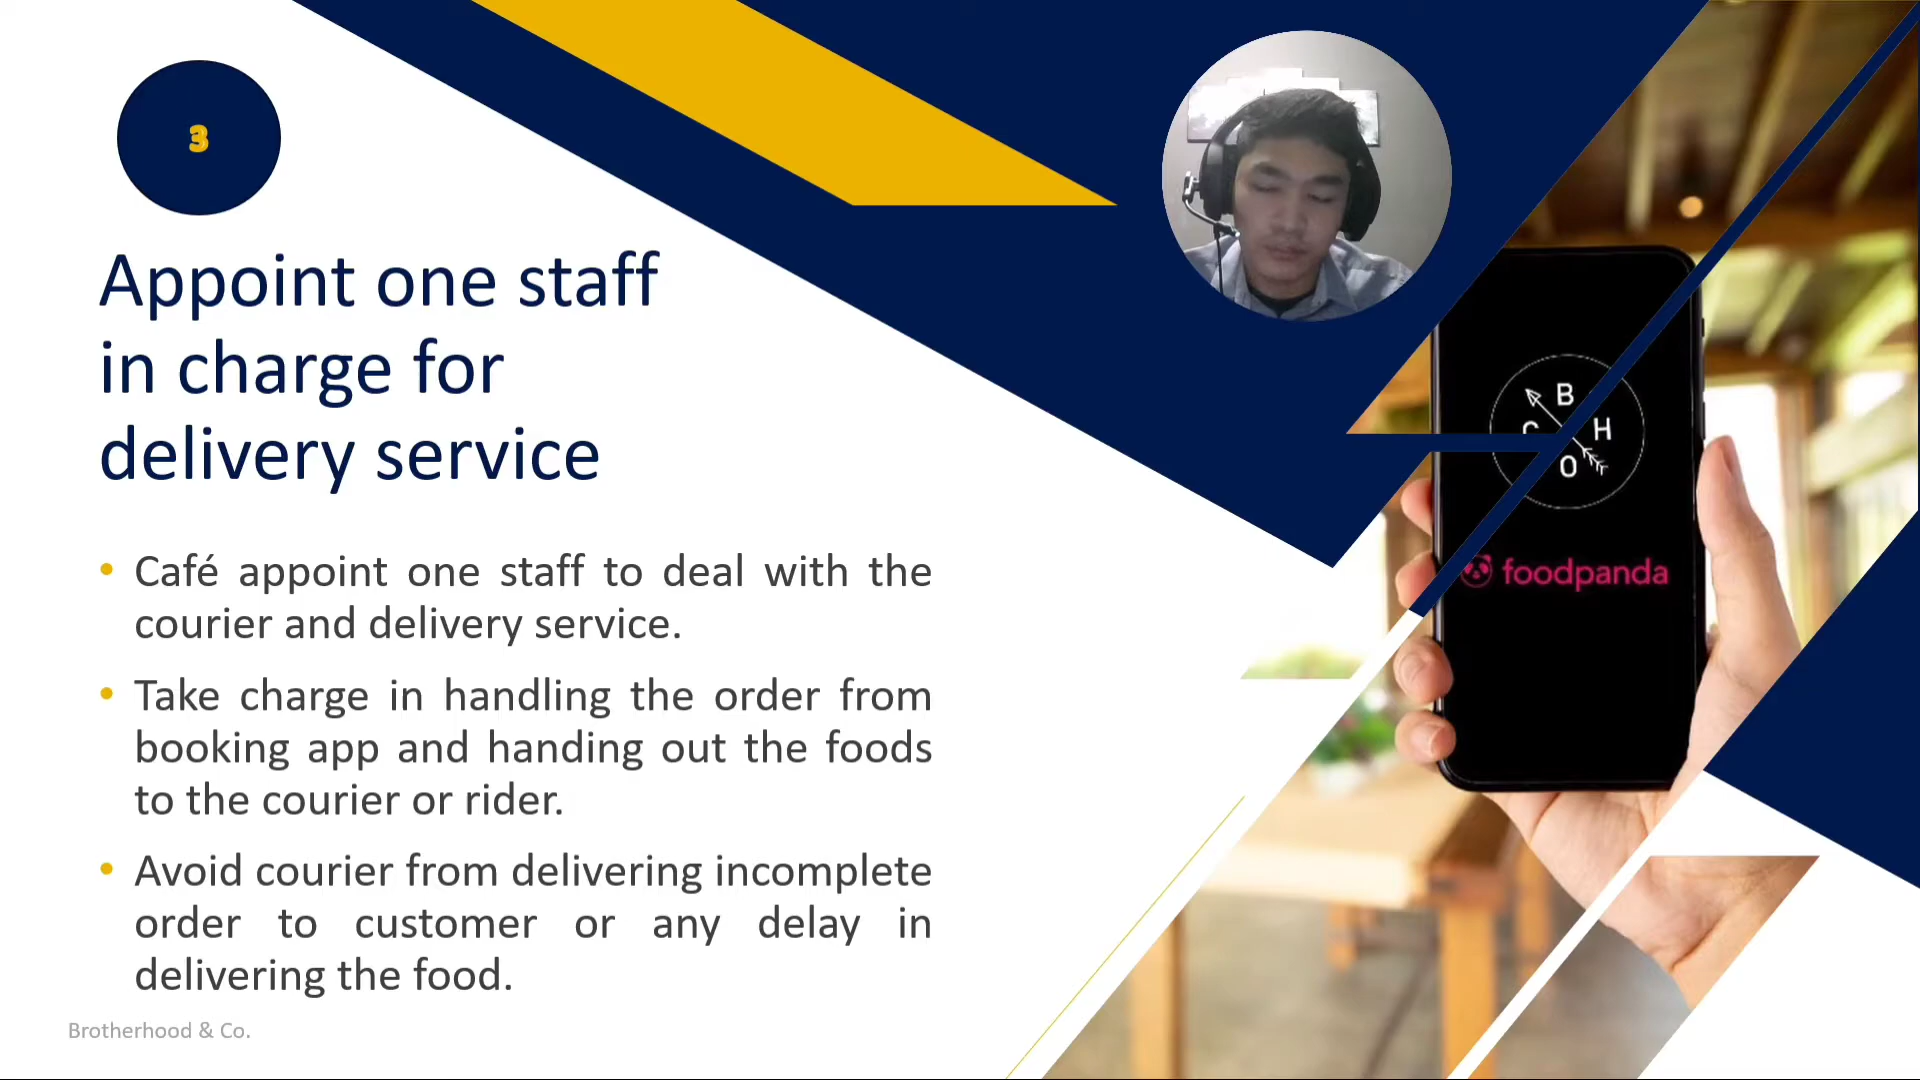 3
Appoint one staff
in charge for
delivery service
• Café appoint one staff to deal with the
courier and delivery service.
• Take charge in handling the order from
booking app and handing out the foods
to the courier or rider.
• Avoid courier from delivering incomplete
order to customer or any delay in
delivering the food.
Brotherhood & Co.
B
C H
O
foodpanda